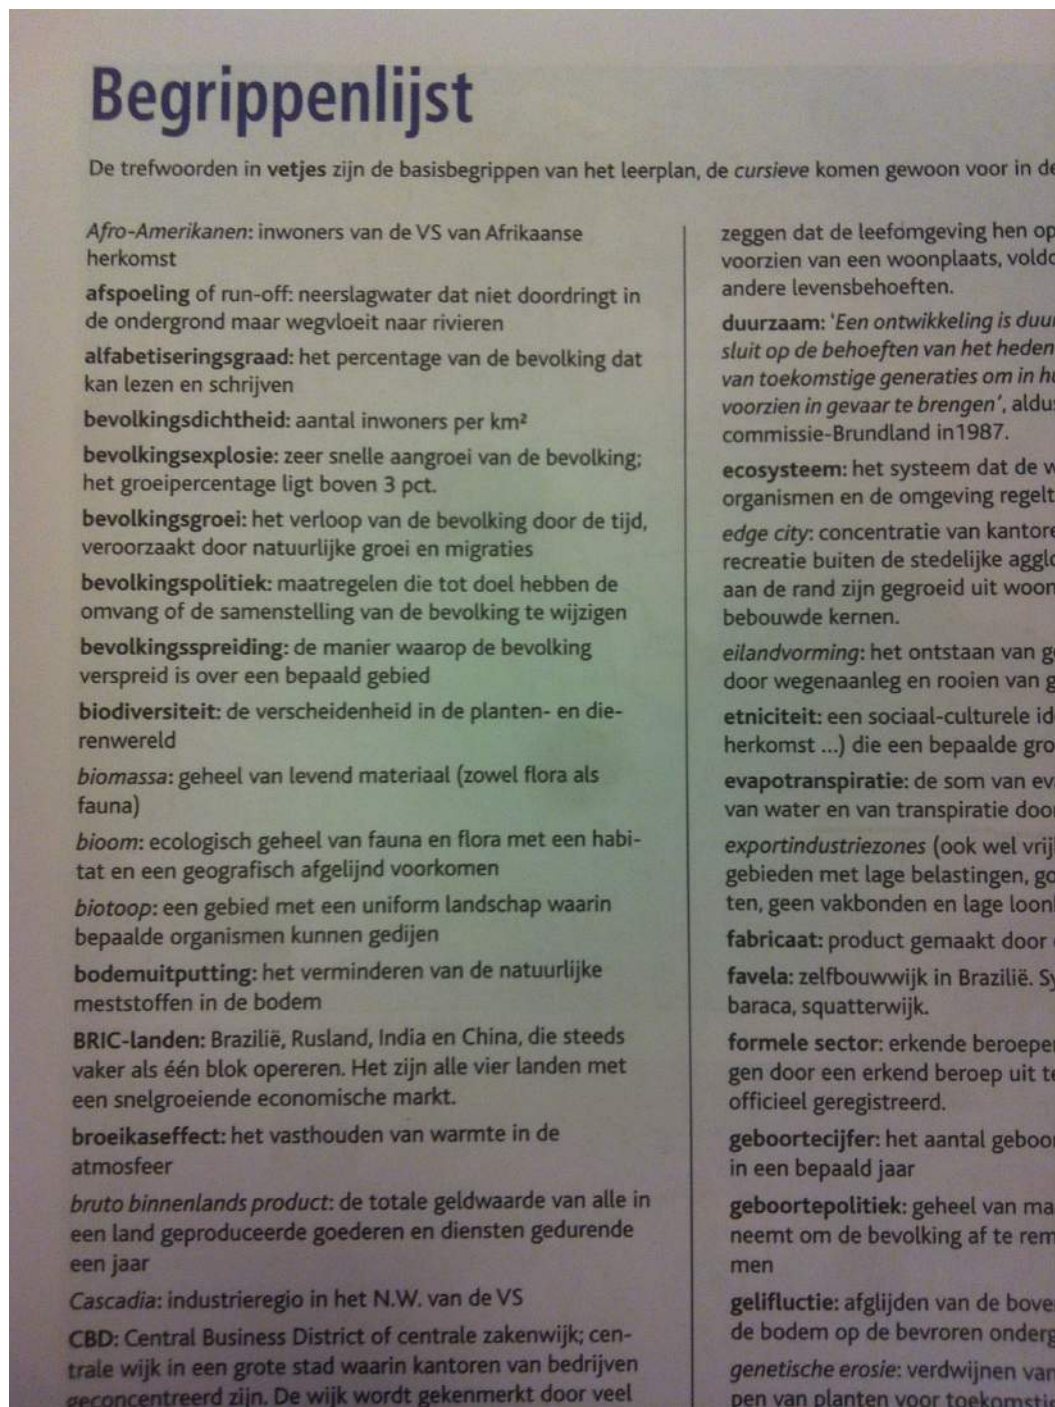 Begrippenlijst
De trefwoorden in vetjes zijn de basisbegrippen van het leerplan, de cursieve komen gewoon voor in de
Afro-Amerikanen: inwoners van de VS van Afrikaanse
herkomst
afspoeling of run-off: neerslagwater dat niet doordringt in
de ondergrond maar wegvloeit naar rivieren
alfabetiseringsgraad: het percentage van de bevolking dat
kan lezen en schrijven
bevolkingsdichtheid: aantal inwoners per km²
bevolkingsexplosie: zeer snelle aangroei van de bevolking;
het groeipercentage ligt boven 3 pct.
bevolkingsgroei: het verloop van de bevolking door de tijd,
veroorzaakt door natuurlijke groei en migraties
bevolkingspolitiek: maatregelen die tot doel hebben de
omvang of de samenstelling van de bevolking te wijzigen
bevolkingsspreiding: de manier waarop de bevolking
verspreid is over een bepaald gebied
biodiversiteit: de verscheidenheid in de planten- en die-
renwereld
biomassa: geheel van levend materiaal (zowel flora als
fauna)
bioom: ecologisch geheel van fauna en flora met een habi-
tat en een geografisch afgelijnd voorkomen
biotoop: een gebied met een uniform landschap waarin
bepaalde organismen kunnen gedijen
bodemuitputting: het verminderen van de natuurlijke
meststoffen in de bodem
BRIC-landen: Brazilië, Rusland, India en China, die steeds
vaker als één blok opereren. Het zijn alle vier landen met
een snelgroeiende economische markt.
broeikaseffect: het vasthouden van warmte in de
atmosfeer
bruto binnenlands product: de totale geldwaarde van alle in
een land geproduceerde goederen en diensten gedurende
een jaar
Cascadia: industrieregio in het N.W. van de VS
CBD: Central Business District of centrale zakenwijk; cen-
trale wijk in een grote stad waarin kantoren van bedrijven
geconcentreerd zijn. De wijk wordt gekenmerkt door veel
zeggen dat de leefomgeving hen op
voorzien van een woonplaats,
andere levensbehoeften.
duurzaam: 'Een ontwikkeling is
sluit op de behoeften van het heden
van toekomstige generaties om in
voorzien in gevaar te brengen',
commissie-Brundland in1987.
ecosysteem: het systeem dat de
organismen en de omgeving regelt
edge city: concentratie van
recreatie buiten de stedelijke
aan de rand zijn gegroeid uit
bebouwde kernen.
eilandvorming: het ontstaan van
door wegenaanleg en rooien van
etniciteit: een sociaal-culturele
herkomst ...) die een bepaalde
evapotranspiratie: de som van
van water en van transpiratie
exportindustriezones (ook wel
gebieden met lage belastingen,
ten, geen vakbonden en lage
fabricaat: product gemaakt door
favela: zelfbouwwijk in Brazilië.
baraca, squatterwijk.
formele sector: erkende
gen door een erkend beroep uit
officieel geregistreerd.
geboortecijfer: het aantal
in een bepaald jaar
geboortepolitiek: geheel van
neemt om de bevolking af te
men
gelifluctie: afglijden van de
de bodem op de bevroren
genetische erosie: verdwijnen van
pen van planten voor